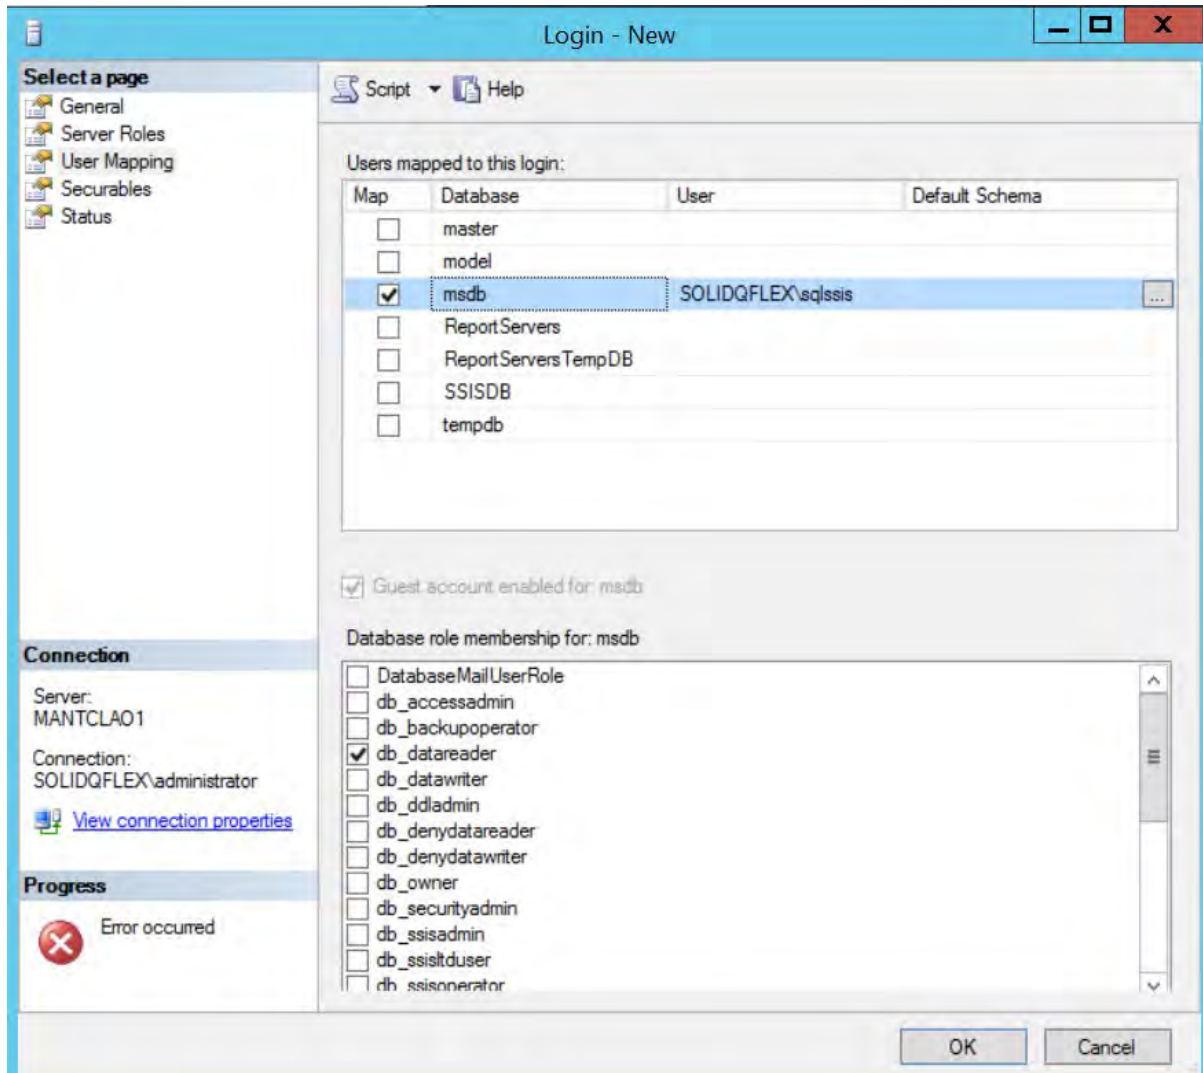 Login - New
Select a page
General
Server Roles
User Mapping
Securables
Status
Script
Help
Users mapped to this login:
Map Database User Default Schema
master
model
msdb SOLIDQFLEX\sqlssis ...
ReportServers
ReportServersTempDB
SSISDB
tempdb
Guest account enabled for: msdb
Database role membership for: msdb
DatabaseMailUserRole
db_accessadmin
db_backupoperator
db_datareader
db_datawriter
db_ddladmin
db_denydatareader
db_denydatawriter
db_owner
db_securityadmin
db_ssisadmin
db_ssisltduser
db_ssisoperator
Connection
Server:
MANTCLAO1
Connection:
SOLIDQFLEX\administrator
View connection properties
Progress
Error occurred
OK
Cancel